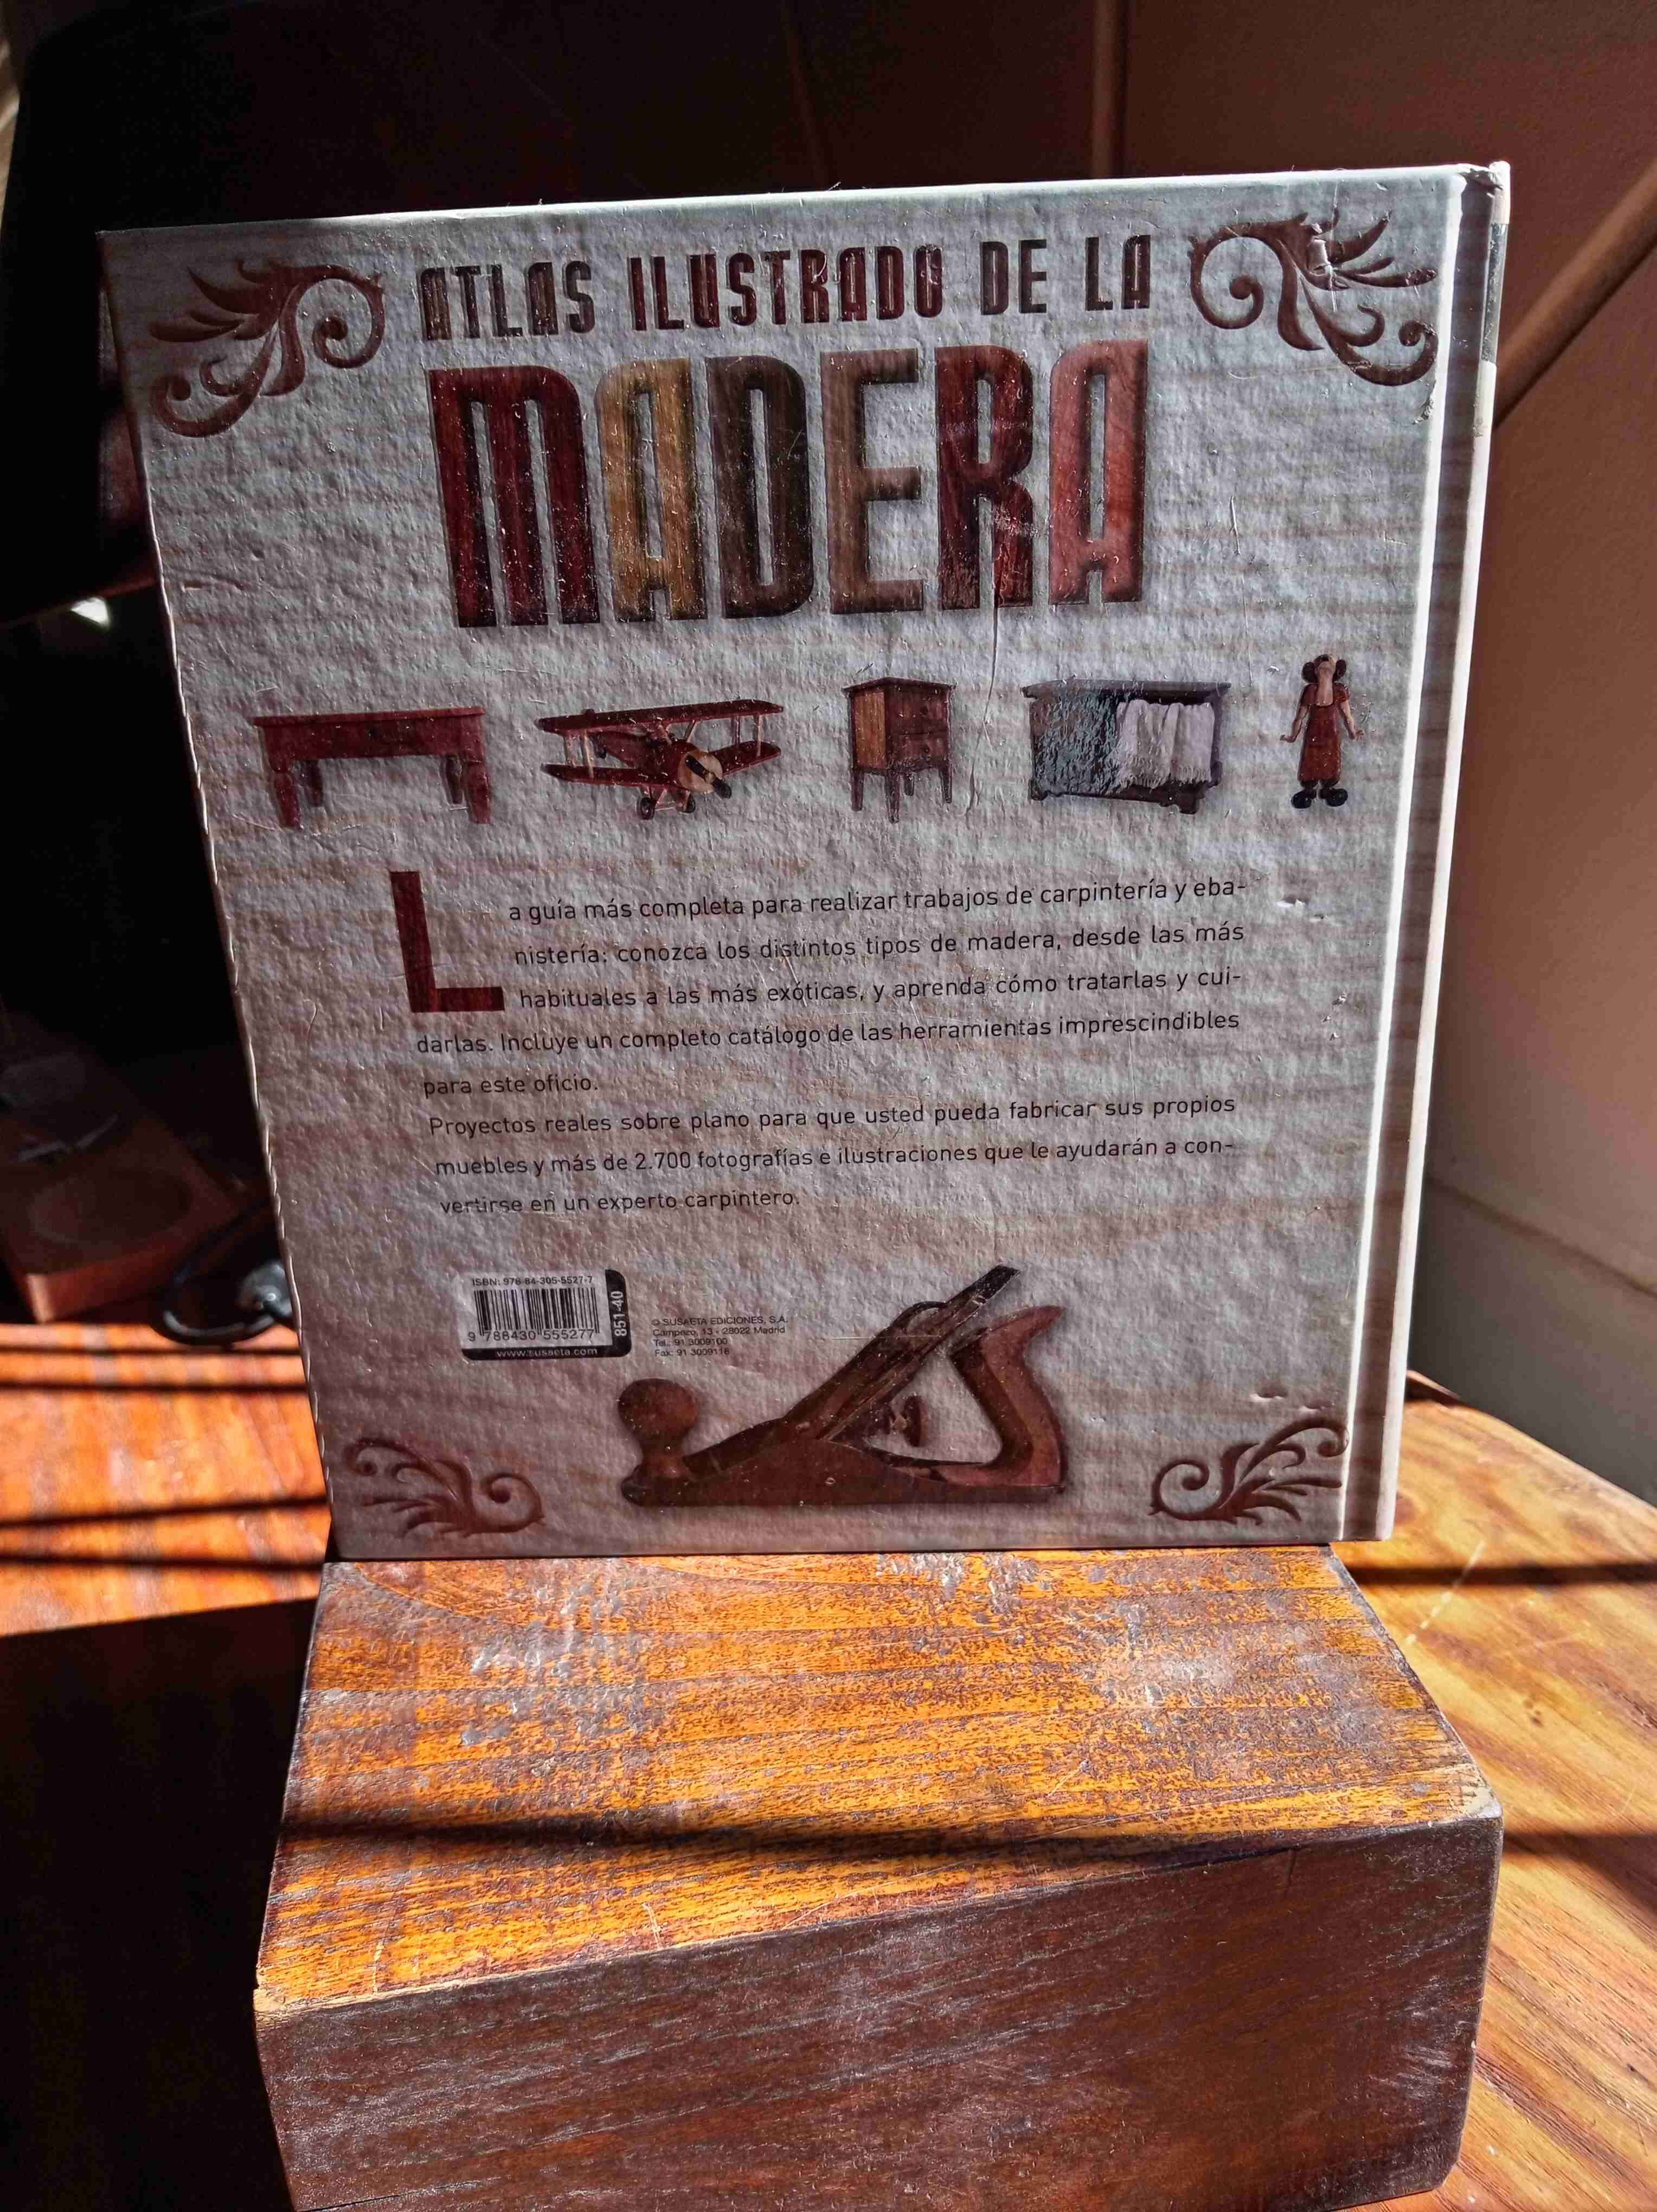 ATLAS ILUSTRADO DE LA
MADERA
La guía más completa para realizar trabajos de carpintería y eba-
nistería; conozca los distintos tipos de madera, desde las más
habituales a las más exóticas, y aprenda cómo tratarlas y cui-
darlas. Incluye un completo catálogo de las herramientas imprescindibles
para este oficio.
Proyectos reales sobre plano para que usted pueda fabricar sus propios
muebles y más de 2.700 fotografías e ilustraciones que le ayudarán a con-
vertirse en un experto carpintero.
ISBN: 978-84-305-5527-7
9 788430 555277
851-40
www.susaeta.com
© SUSAETA EDICIONES, S.A.
Campezo, 13 - 28022 Madrid
Tel.: 91 3009100
Fax: 91 3009118